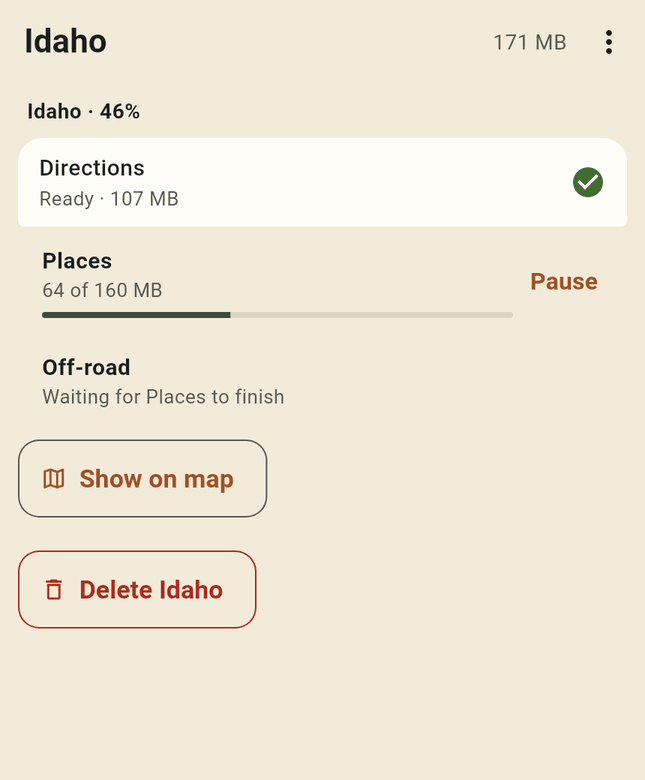 Idaho
171 MB
Idaho · 46%
Directions
Ready · 107 MB
Places
64 of 160 MB
Pause
Off-road
Waiting for Places to finish
Show on map
Delete Idaho